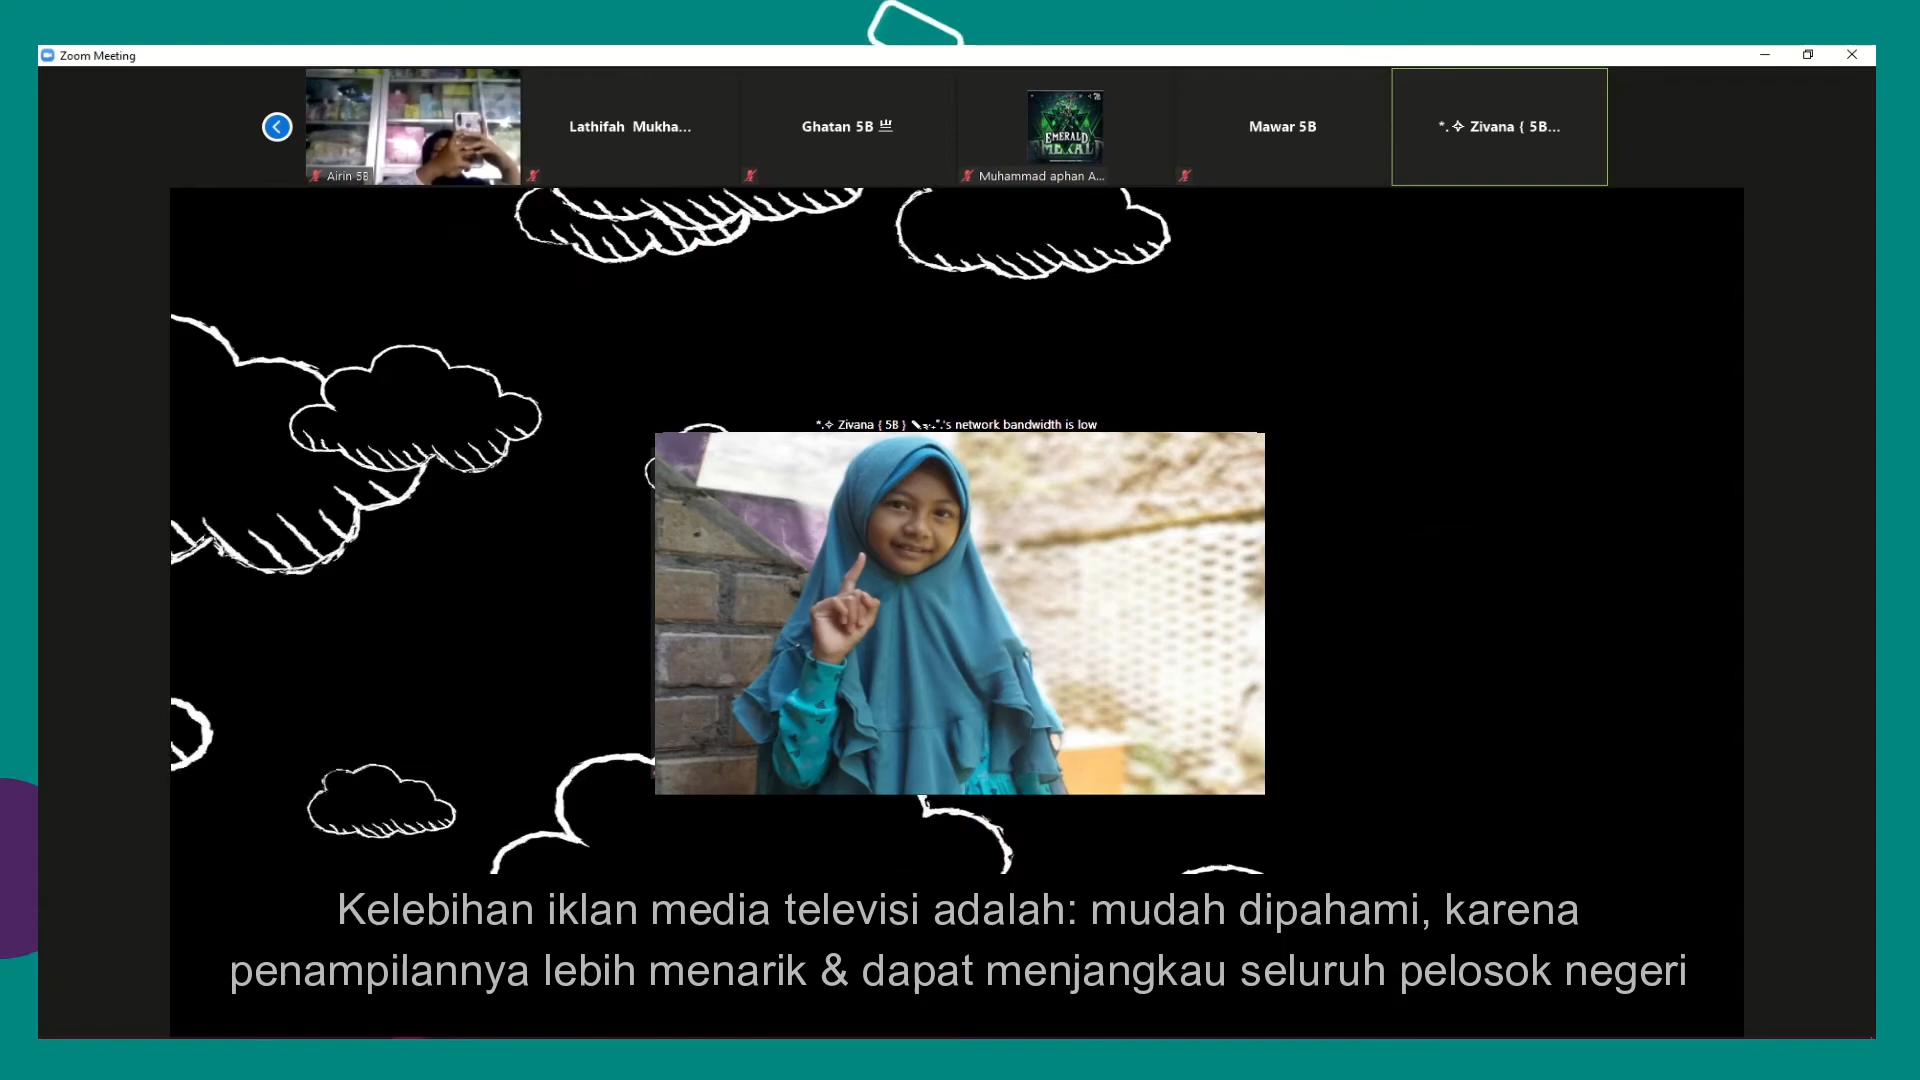 Zoom Meeting
Lathifah Mukha...
Ghatan 5B
EMERALD
Mawar 5B
*.✧ Zivana { 5B...
Airin 5B
Muhammad aphan A...
*.✧ Zivana { 5B } 's network bandwidth is low
Kelebihan iklan media televisi adalah: mudah dipahami, karena
penampilannya lebih menarik & dapat menjangkau seluruh pelosok negeri